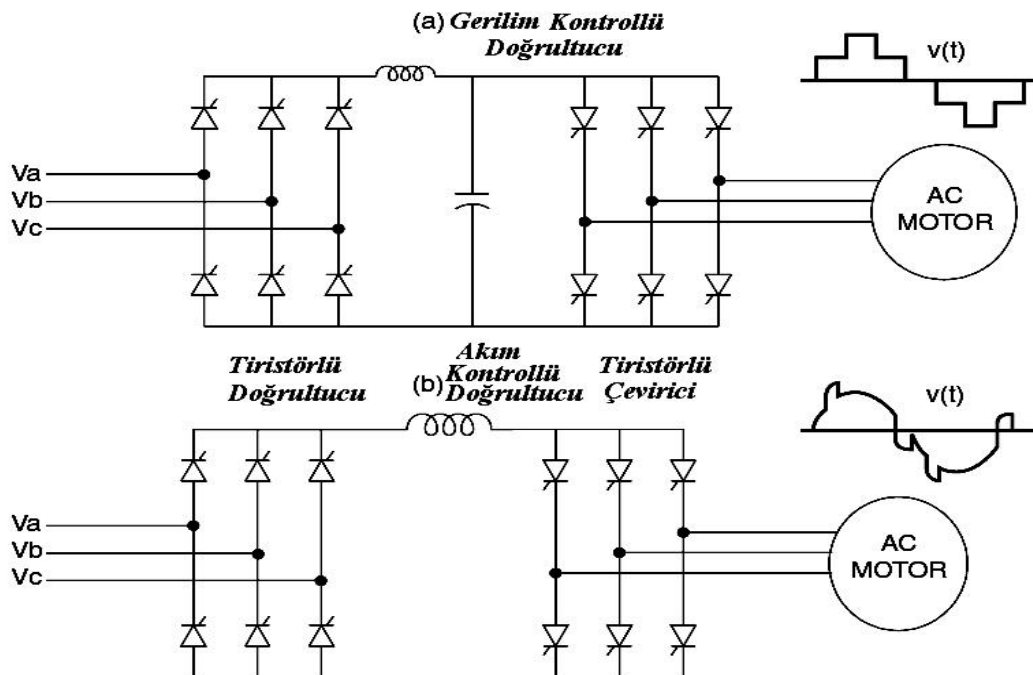 (a) Gerilim Kontrollü
Doğrultucu
v(t)
Va
Vb
Vc
AC
MOTOR
Tiristörlü
Doğrultucu
(b)
Akım
Kontrollü
Doğrultucu
Tiristörlü
Çevirici
v(t)
Va
Vb
Vc
AC
MOTOR